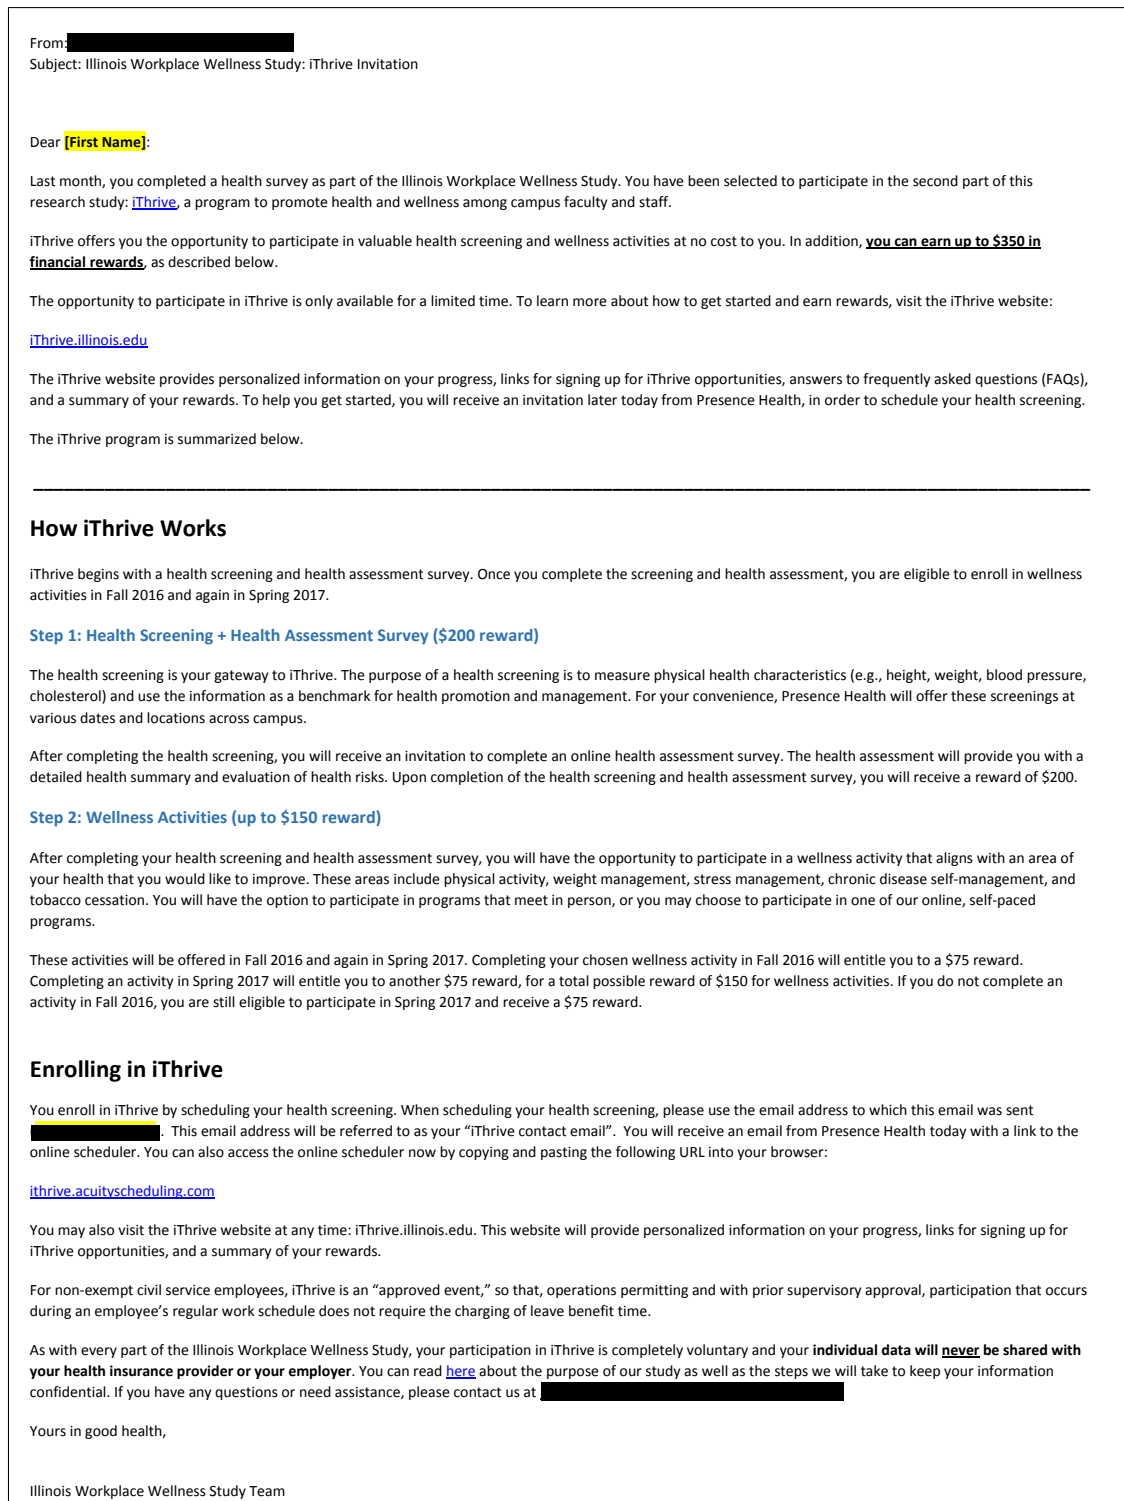 From:
Subject: Illinois Workplace Wellness Study: iThrive Invitation
Dear [First Name]:
Last month, you completed a health survey as part of the Illinois Workplace Wellness Study. You have been selected to participate in the second part of this
research study: iThrive, a program to promote health and wellness among campus faculty and staff.
iThrive offers you the opportunity to participate in valuable health screening and wellness activities at no cost to you. In addition, you can earn up to $350 in
financial rewards, as described below.
The opportunity to participate in iThrive is only available for a limited time. To learn more about how to get started and earn rewards, visit the iThrive website:
iThrive.illinois.edu
The iThrive website provides personalized information on your progress, links for signing up for iThrive opportunities, answers to frequently asked questions (FAQs),
and a summary of your rewards. To help you get started, you will receive an invitation later today from Presence Health, in order to schedule your health screening.
The iThrive program is summarized below.
How iThrive Works
iThrive begins with a health screening and health assessment survey. Once you complete the screening and health assessment, you are eligible to enroll in wellness
activities in Fall 2016 and again in Spring 2017.
Step 1: Health Screening + Health Assessment Survey ($200 reward)
The health screening is your gateway to iThrive. The purpose of a health screening is to measure physical health characteristics (e.g., height, weight, blood pressure,
cholesterol) and use the information as a benchmark for health promotion and management. For your convenience, Presence Health will offer these screenings at
various dates and locations across campus.
After completing the health screening, you will receive an invitation to complete an online health assessment survey. The health assessment will provide you with a
detailed health summary and evaluation of health risks. Upon completion of the health screening and health assessment survey, you will receive a reward of $200.
Step 2: Wellness Activities (up to $150 reward)
After completing your health screening and health assessment survey, you will have the opportunity to participate in a wellness activity that aligns with an area of
your health that you would like to improve. These areas include physical activity, weight management, stress management, chronic disease self-management, and
tobacco cessation. You will have the option to participate in programs that meet in person, or you may choose to participate in one of our online, self-paced
programs.
These activities will be offered in Fall 2016 and again in Spring 2017. Completing your chosen wellness activity in Fall 2016 will entitle you to a $75 reward.
Completing an activity in Spring 2017 will entitle you to another $75 reward, for a total possible reward of $150 for wellness activities. If you do not complete an
activity in Fall 2016, you are still eligible to participate in Spring 2017 and receive a $75 reward.
Enrolling in iThrive
You enroll in iThrive by scheduling your health screening. When scheduling your health screening, please use the email address to which this email was sent
. This email address will be referred to as your “iThrive contact email”. You will receive an email from Presence Health today with a link to the
online scheduler. You can also access the online scheduler now by copying and pasting the following URL into your browser:
ithrive.acuityscheduling.com
You may also visit the iThrive website at any time: iThrive.illinois.edu. This website will provide personalized information on your progress, links for signing up for
iThrive opportunities, and a summary of your rewards.
For non-exempt civil service employees, iThrive is an “approved event,” so that, operations permitting and with prior supervisory approval, participation that occurs
during an employee’s regular work schedule does not require the charging of leave benefit time.
As with every part of the Illinois Workplace Wellness Study, your participation in iThrive is completely voluntary and your individual data will never be shared with
your health insurance provider or your employer. You can read here about the purpose of our study as well as the steps we will take to keep your information
confidential. If you have any questions or need assistance, please contact us at
Yours in good health,
Illinois Workplace Wellness Study Team